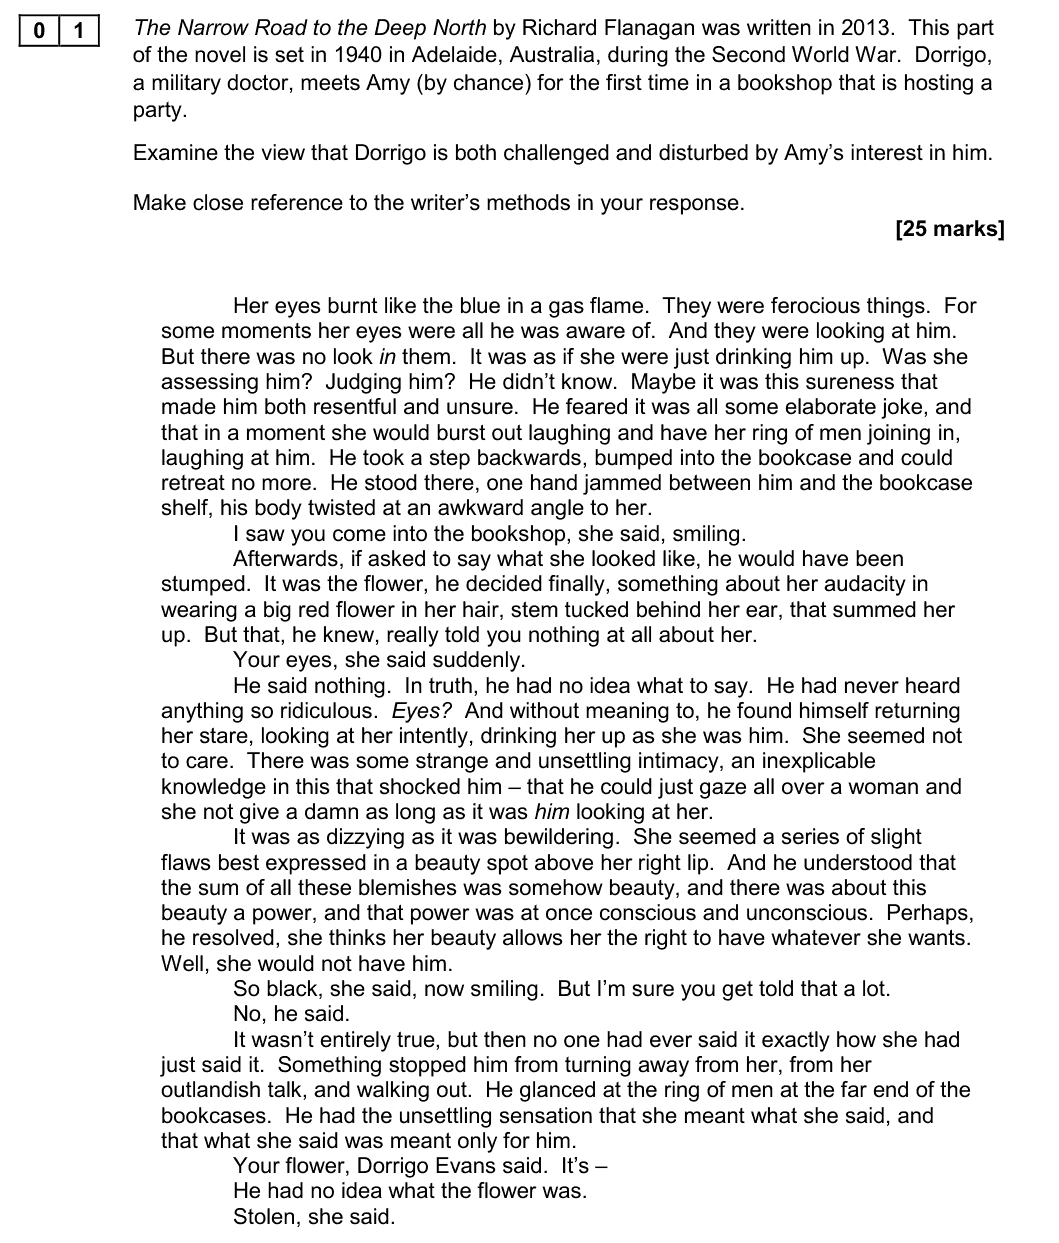 0 1
The Narrow Road to the Deep North by Richard Flanagan was written in 2013. This part
of the novel is set in 1940 in Adelaide, Australia, during the Second World War. Dorrigo,
a military doctor, meets Amy (by chance) for the first time in a bookshop that is hosting a
party.
Examine the view that Dorrigo is both challenged and disturbed by Amy's interest in him.
Make close reference to the writer's methods in your response.
[25 marks]
Her eyes burnt like the blue in a gas flame. They were ferocious things. For
some moments her eyes were all he was aware of. And they were looking at him.
But there was no look in them. It was as if she were just drinking him up. Was she
assessing him? Judging him? He didn't know. Maybe it was this sureness that
made him both resentful and unsure. He feared it was all some elaborate joke, and
that in a moment she would burst out laughing and have her ring of men joining in,
laughing at him. He took a step backwards, bumped into the bookcase and could
retreat no more. He stood there, one hand jammed between him and the bookcase
shelf, his body twisted at an awkward angle to her.
I saw you come into the bookshop, she said, smiling.
Afterwards, if asked to say what she looked like, he would have been
stumped. It was the flower, he decided finally, something about her audacity in
wearing a big red flower in her hair, stem tucked behind her ear, that summed her
up. But that, he knew, really told you nothing at all about her.
Your eyes, she said suddenly.
He said nothing. In truth, he had no idea what to say. He had never heard
anything so ridiculous. Eyes? And without meaning to, he found himself returning
her stare, looking at her intently, drinking her up as she was him. She seemed not
to care. There was some strange and unsettling intimacy, an inexplicable
knowledge in this that shocked him – that he could just gaze all over a woman and
she not give a damn as long as it was him looking at her.
It was as dizzying as it was bewildering. She seemed a series of slight
flaws best expressed in a beauty spot above her right lip. And he understood that
the sum of all these blemishes was somehow beauty, and there was about this
beauty a power, and that power was at once conscious and unconscious. Perhaps,
he resolved, she thinks her beauty allows her the right to have whatever she wants.
Well, she would not have him.
So black, she said, now smiling. But I'm sure you get told that a lot.
No, he said.
It wasn't entirely true, but then no one had ever said it exactly how she had
just said it. Something stopped him from turning away from her, from her
outlandish talk, and walking out. He glanced at the ring of men at the far end of the
bookcases. He had the unsettling sensation that she meant what she said, and
that what she said was meant only for him.
Your flower, Dorrigo Evans said. It's –
He had no idea what the flower was.
Stolen, she said.